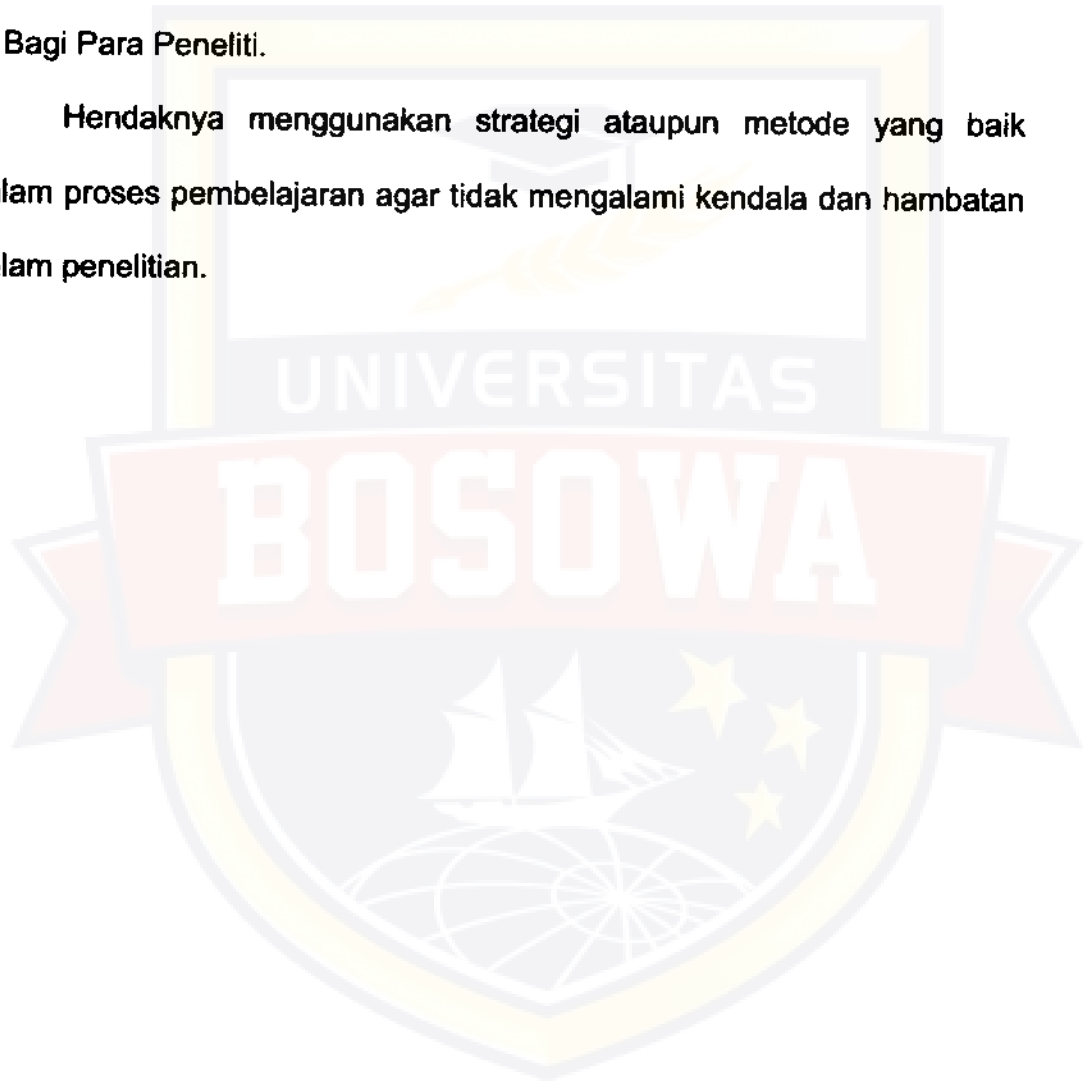 Bagi Para Peneliti.
Hendaknya menggunakan strategi ataupun metode yang baik
lam proses pembelajaran agar tidak mengalami kendala dan hambatan
lam penelitian.
UNIVERSITAS
BOSOWA